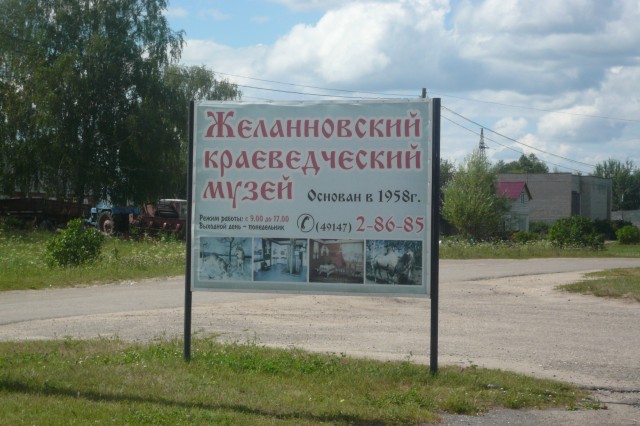 Желанновский
краеведческий
музей Основан в 1958г.
Режим работы: с 9.00 до 17.00
Выходной день - понедельник
(49147) 2-86-85